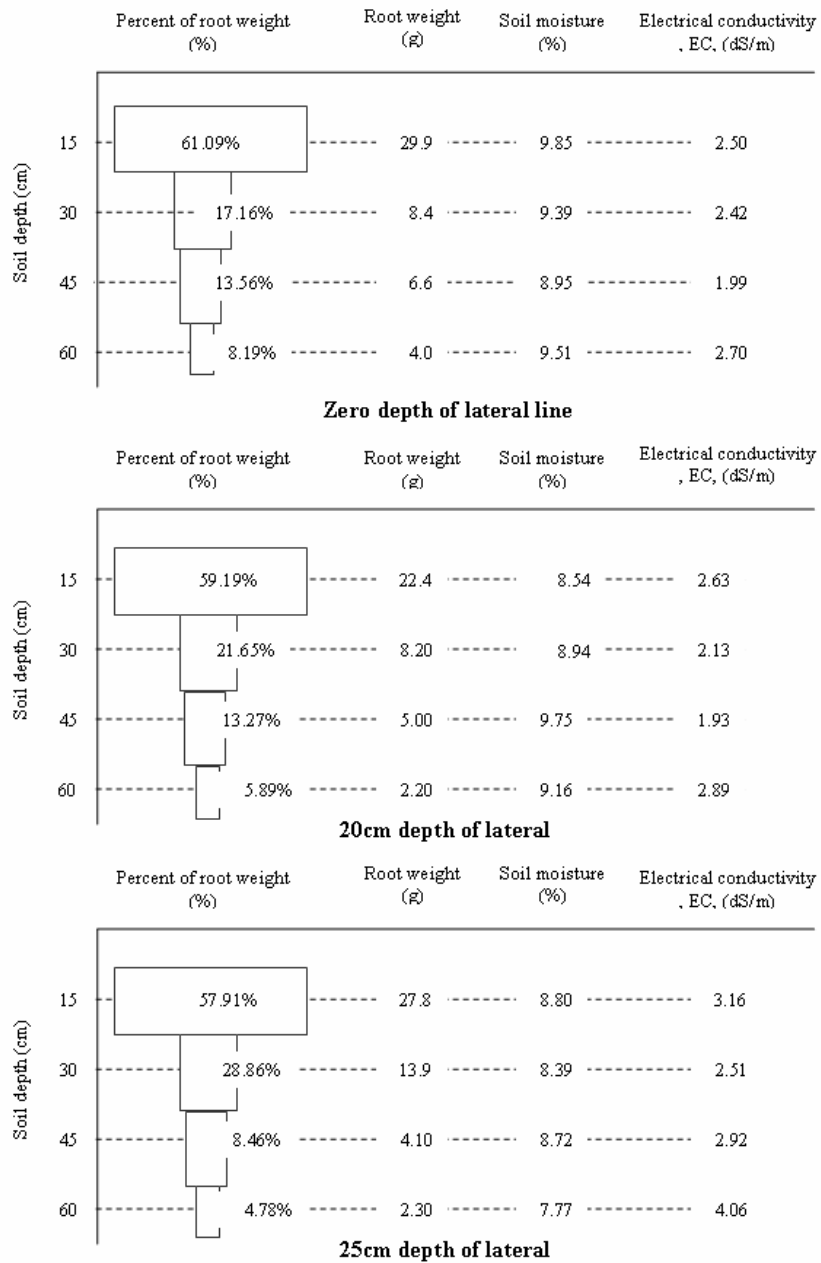 Percent of root weight (%) Root weight (g) Soil moisture (%) Electrical conductivity , EC, (dS/m)
Soil depth (cm)
15 61.09% 29.9 9.85 2.50
30 17.16% 8.4 9.39 2.42
45 13.56% 6.6 8.95 1.99
60 8.19% 4.0 9.51 2.70
Zero depth of lateral line
Percent of root weight (%) Root weight (g) Soil moisture (%) Electrical conductivity , EC, (dS/m)
Soil depth (cm)
15 59.19% 22.4 8.54 2.63
30 21.65% 8.20 8.94 2.13
45 13.27% 5.00 9.75 1.93
60 5.89% 2.20 9.16 2.89
20cm depth of lateral
Percent of root weight (%) Root weight (g) Soil moisture (%) Electrical conductivity , EC, (dS/m)
Soil depth (cm)
15 57.91% 27.8 8.80 3.16
30 28.86% 13.9 8.39 2.51
45 8.46% 4.10 8.72 2.92
60 4.78% 2.30 7.77 4.06
25cm depth of lateral